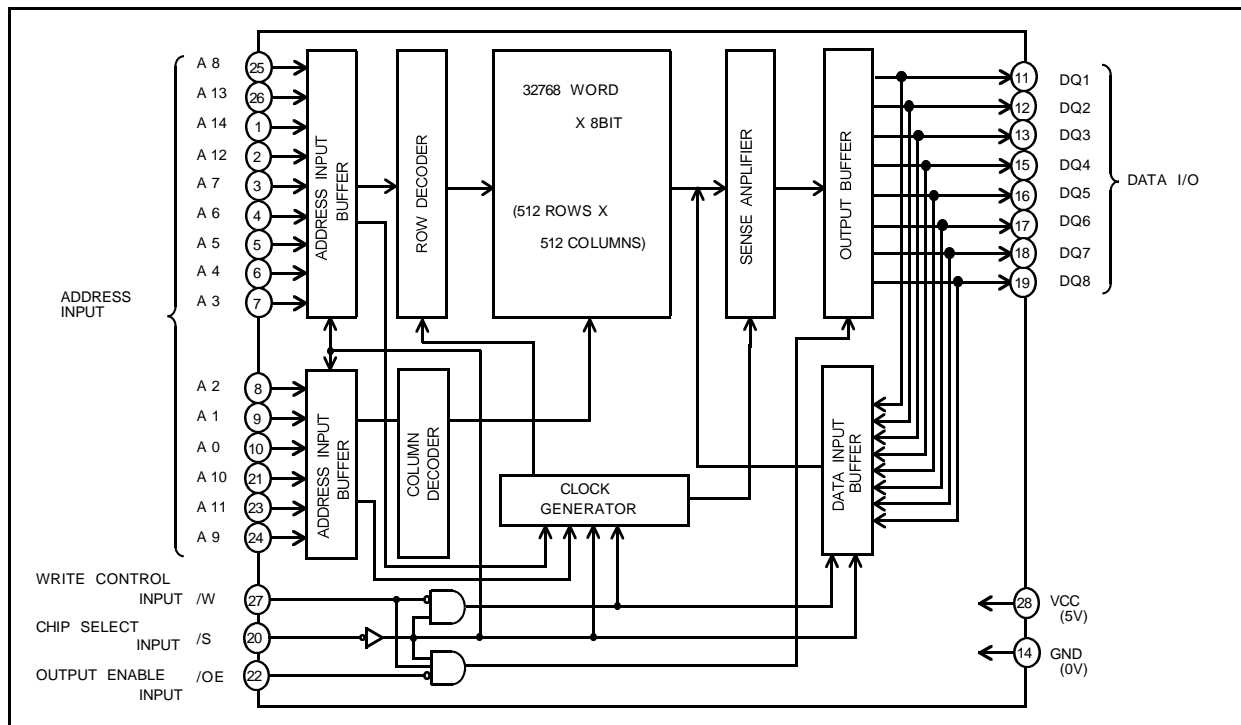 A 8
25
A 13
26
A 14
1
A 12
2
A 7
3
A 6
4
A 5
5
A 4
6
A 3
7
ADDRESS
INPUT
A 2
8
A 1
9
A 0
10
A 10
21
A 11
23
A 9
24
WRITE CONTROL
INPUT /W
27
CHIP SELECT
INPUT /S
20
OUTPUT ENABLE /OE
INPUT
22
ADDRESS INPUT
BUFFER
ROW DECODER
32768 WORD
X 8BIT
(512 ROWS X
512 COLUMNS)
SENSE ANPLIFIER
OUTPUT BUFFER
ADDRESS INPUT
BUFFER
COLUMN
DECODER
CLOCK
GENERATOR
DATA INPUT
BUFFER
11
DQ1
12
DQ2
13
DQ3
15
DQ4
16
DQ5
17
DQ6
18
DQ7
19
DQ8
DATA I/O
28
VCC
(5V)
14
GND
(0V)